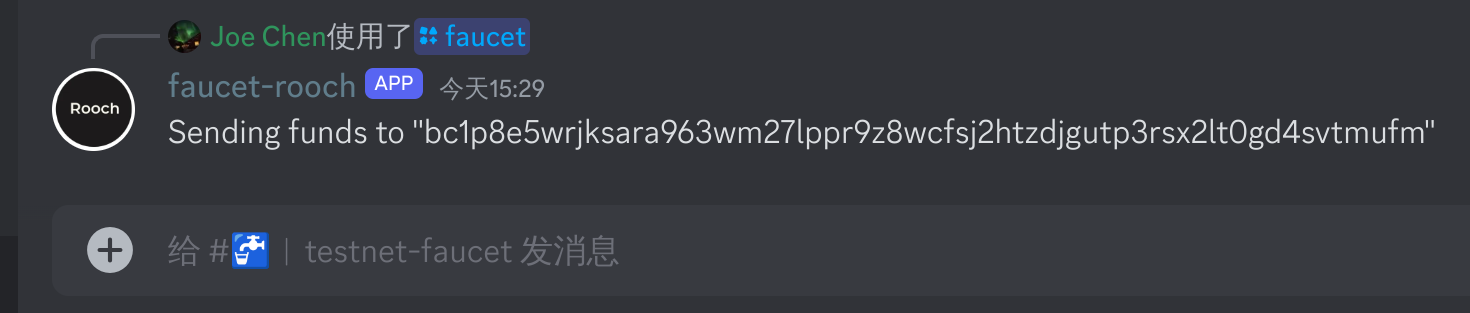 Joe Chen使用了 faucet
Rooch
faucet-rooch APP 今天15:29
Sending funds to "bc1p8e5wrjksara963wm27lppr9z8wcfsj2htzdjgutp3rsx2lt0gd4svtmufm"
给 #🚰｜testnet-faucet 发消息